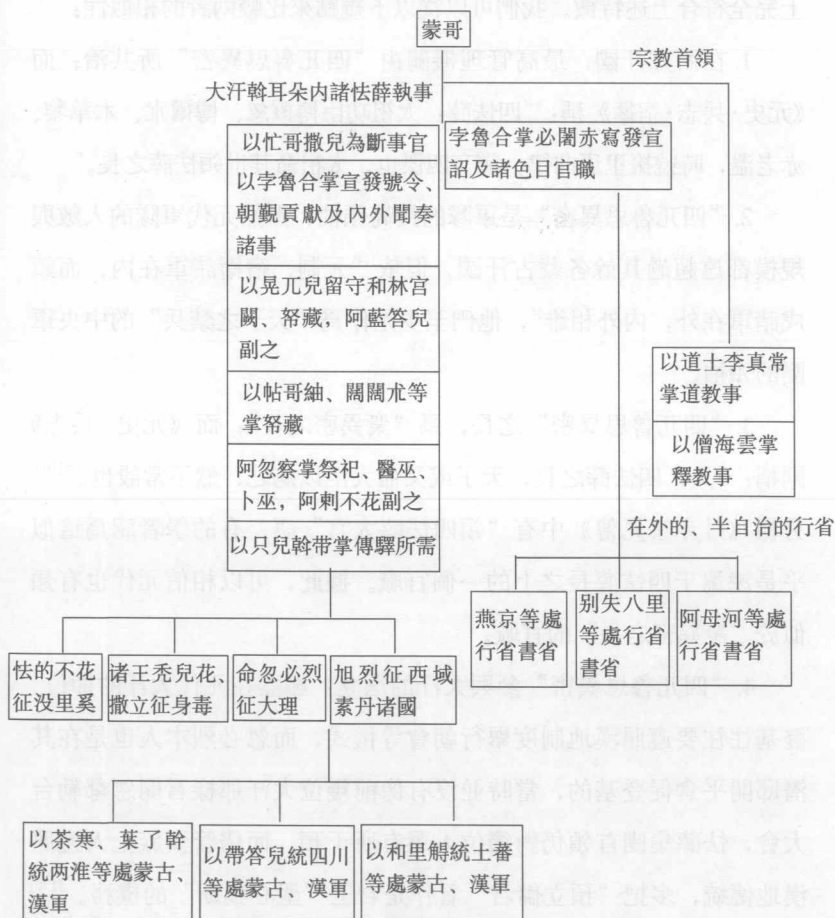 蒙哥
宗教首領
大汗斡耳朵内諸怯薛執事
以忙哥撒兒為斷事官
以孛魯合掌宣發號令、
朝覲貢獻及內外聞奏
諸事
以晃兀兒留守和林宫
闕，帑藏，阿藍答兒
副之
以帖哥紬、闊闊朮等
掌帑藏
阿忽察掌祭祀、醫巫、
卜巫，阿剌不花副之
以只兒斡带掌傳驛所需
孛魯合掌必闍赤寫發宣
詔及諸色目官職
以道士李真常
掌道教事
以僧海雲掌
釋教事
在外的、半自治的行省
燕京等處
行省書省
别失八里
等處行省
書省
阿母河等處
行省書省
怯的不花
征没里奚
诸王禿兒花、
撒立征身毒
命忽必烈
征大理
旭烈征西域
素丹诸國
以荅寒、葉了幹
統两淮等處蒙古、
漢軍
以帶答兒統四川
等處蒙古、漢軍
以和里觪統土番
等處蒙古、漢軍